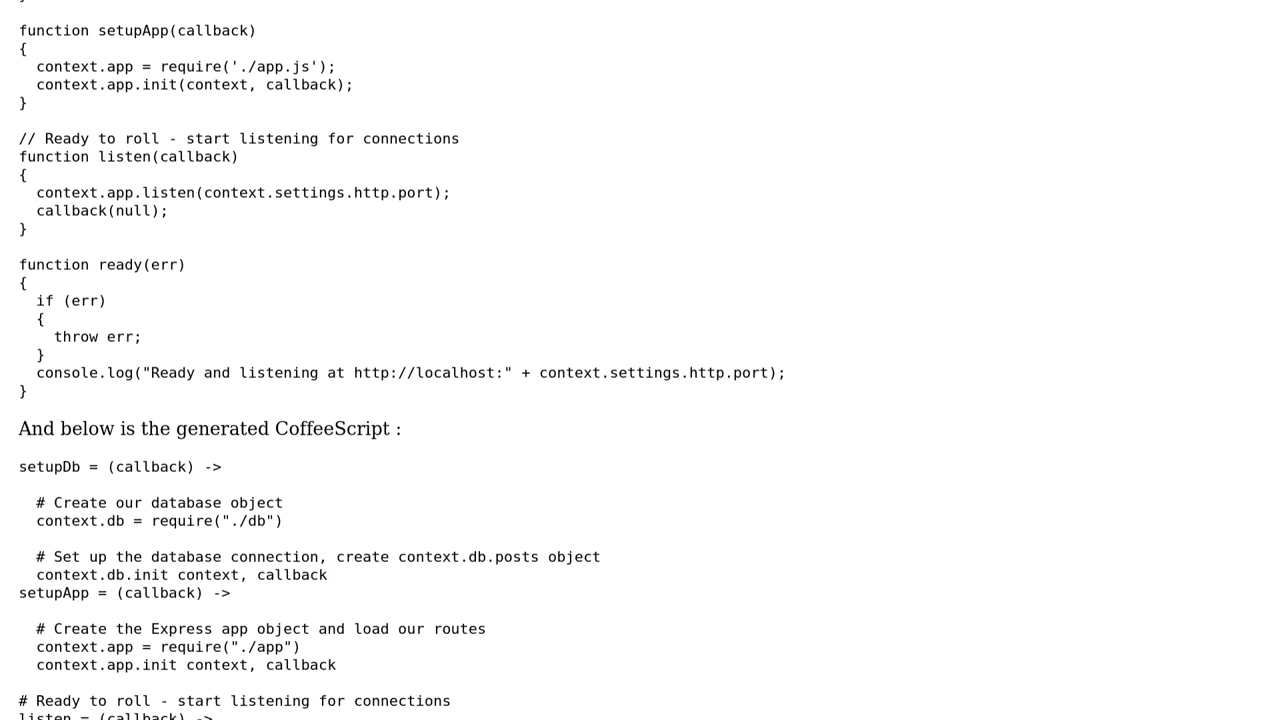 function setupApp(callback)
{
  context.app = require('./app.js');
  context.app.init(context, callback);
}

// Ready to roll - start listening for connections
function listen(callback)
{
  context.app.listen(context.settings.http.port);
  callback(null);
}

function ready(err)
{
  if (err)
  {
    throw err;
  }
  console.log("Ready and listening at http://localhost:" + context.settings.http.port);
}
And below is the generated CoffeeScript :
setupDb = (callback) ->

  # Create our database object
  context.db = require("./db")

  # Set up the database connection, create context.db.posts object
  context.db.init context, callback
setupApp = (callback) ->

  # Create the Express app object and load our routes
  context.app = require("./app")
  context.app.init context, callback

# Ready to roll - start listening for connections
listen = (callback) ->